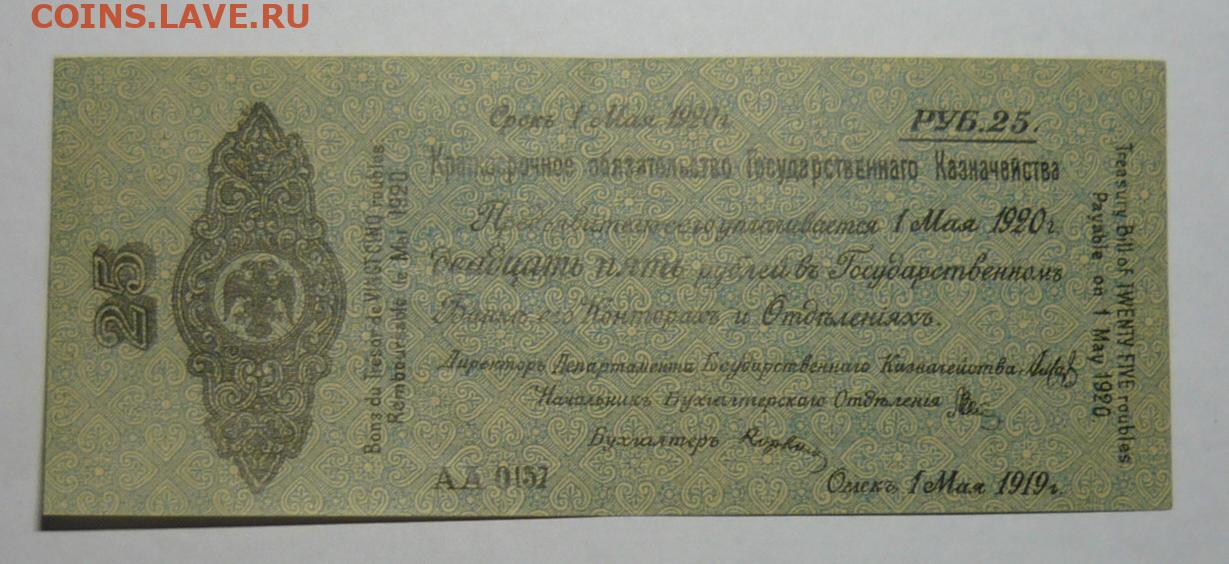 COINS.LAVE.RU
25
Bons du Tresor de VINGT CINQ roubles
Remboursable le 1 Mai 1920.
Срокъ 1 Мая 1920 г.
РУБ. 25.
Краткосрочное обязательство Государственнаго Казначейства
Предъявителю сего уплачивается 1 Мая 1920 г.
двадцать пять рублей въ Государственномъ
Банкѣ, его Конторахъ и Отдѣленіяхъ.
Директоръ Департамента Государственнаго Казначейства
Начальникъ Бухгалтерскаго Отдѣленія
Бухгалтеръ
АД 0157
Омскъ, 1 Мая 1919 г.
Treasury Bill of TWENTY FIVE roubles
Payable on 1 May 1920.